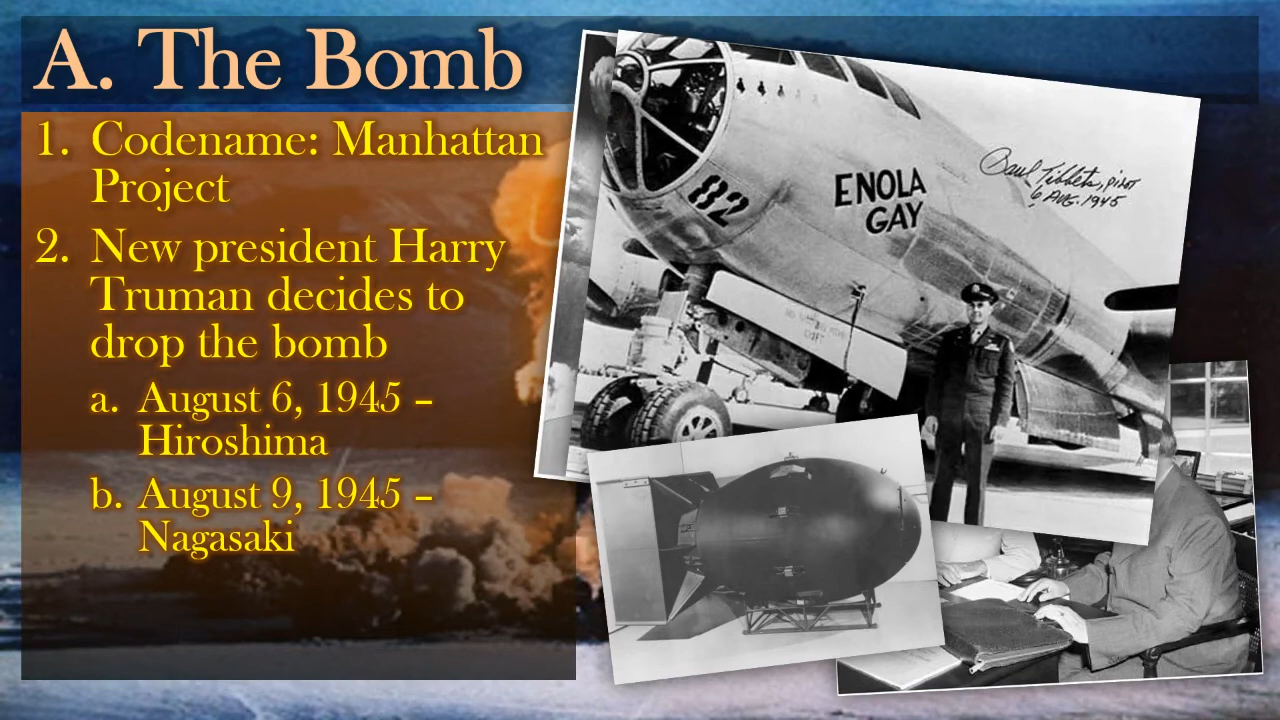 A. The Bomb
1. Codename: Manhattan
Project
2. New president Harry
Truman decides to
drop the bomb
a. August 6, 1945 –
Hiroshima
b. August 9, 1945 –
Nagasaki
82
ENOLA
GAY
Paul Tibbets, pilot
6 AUG. 1945